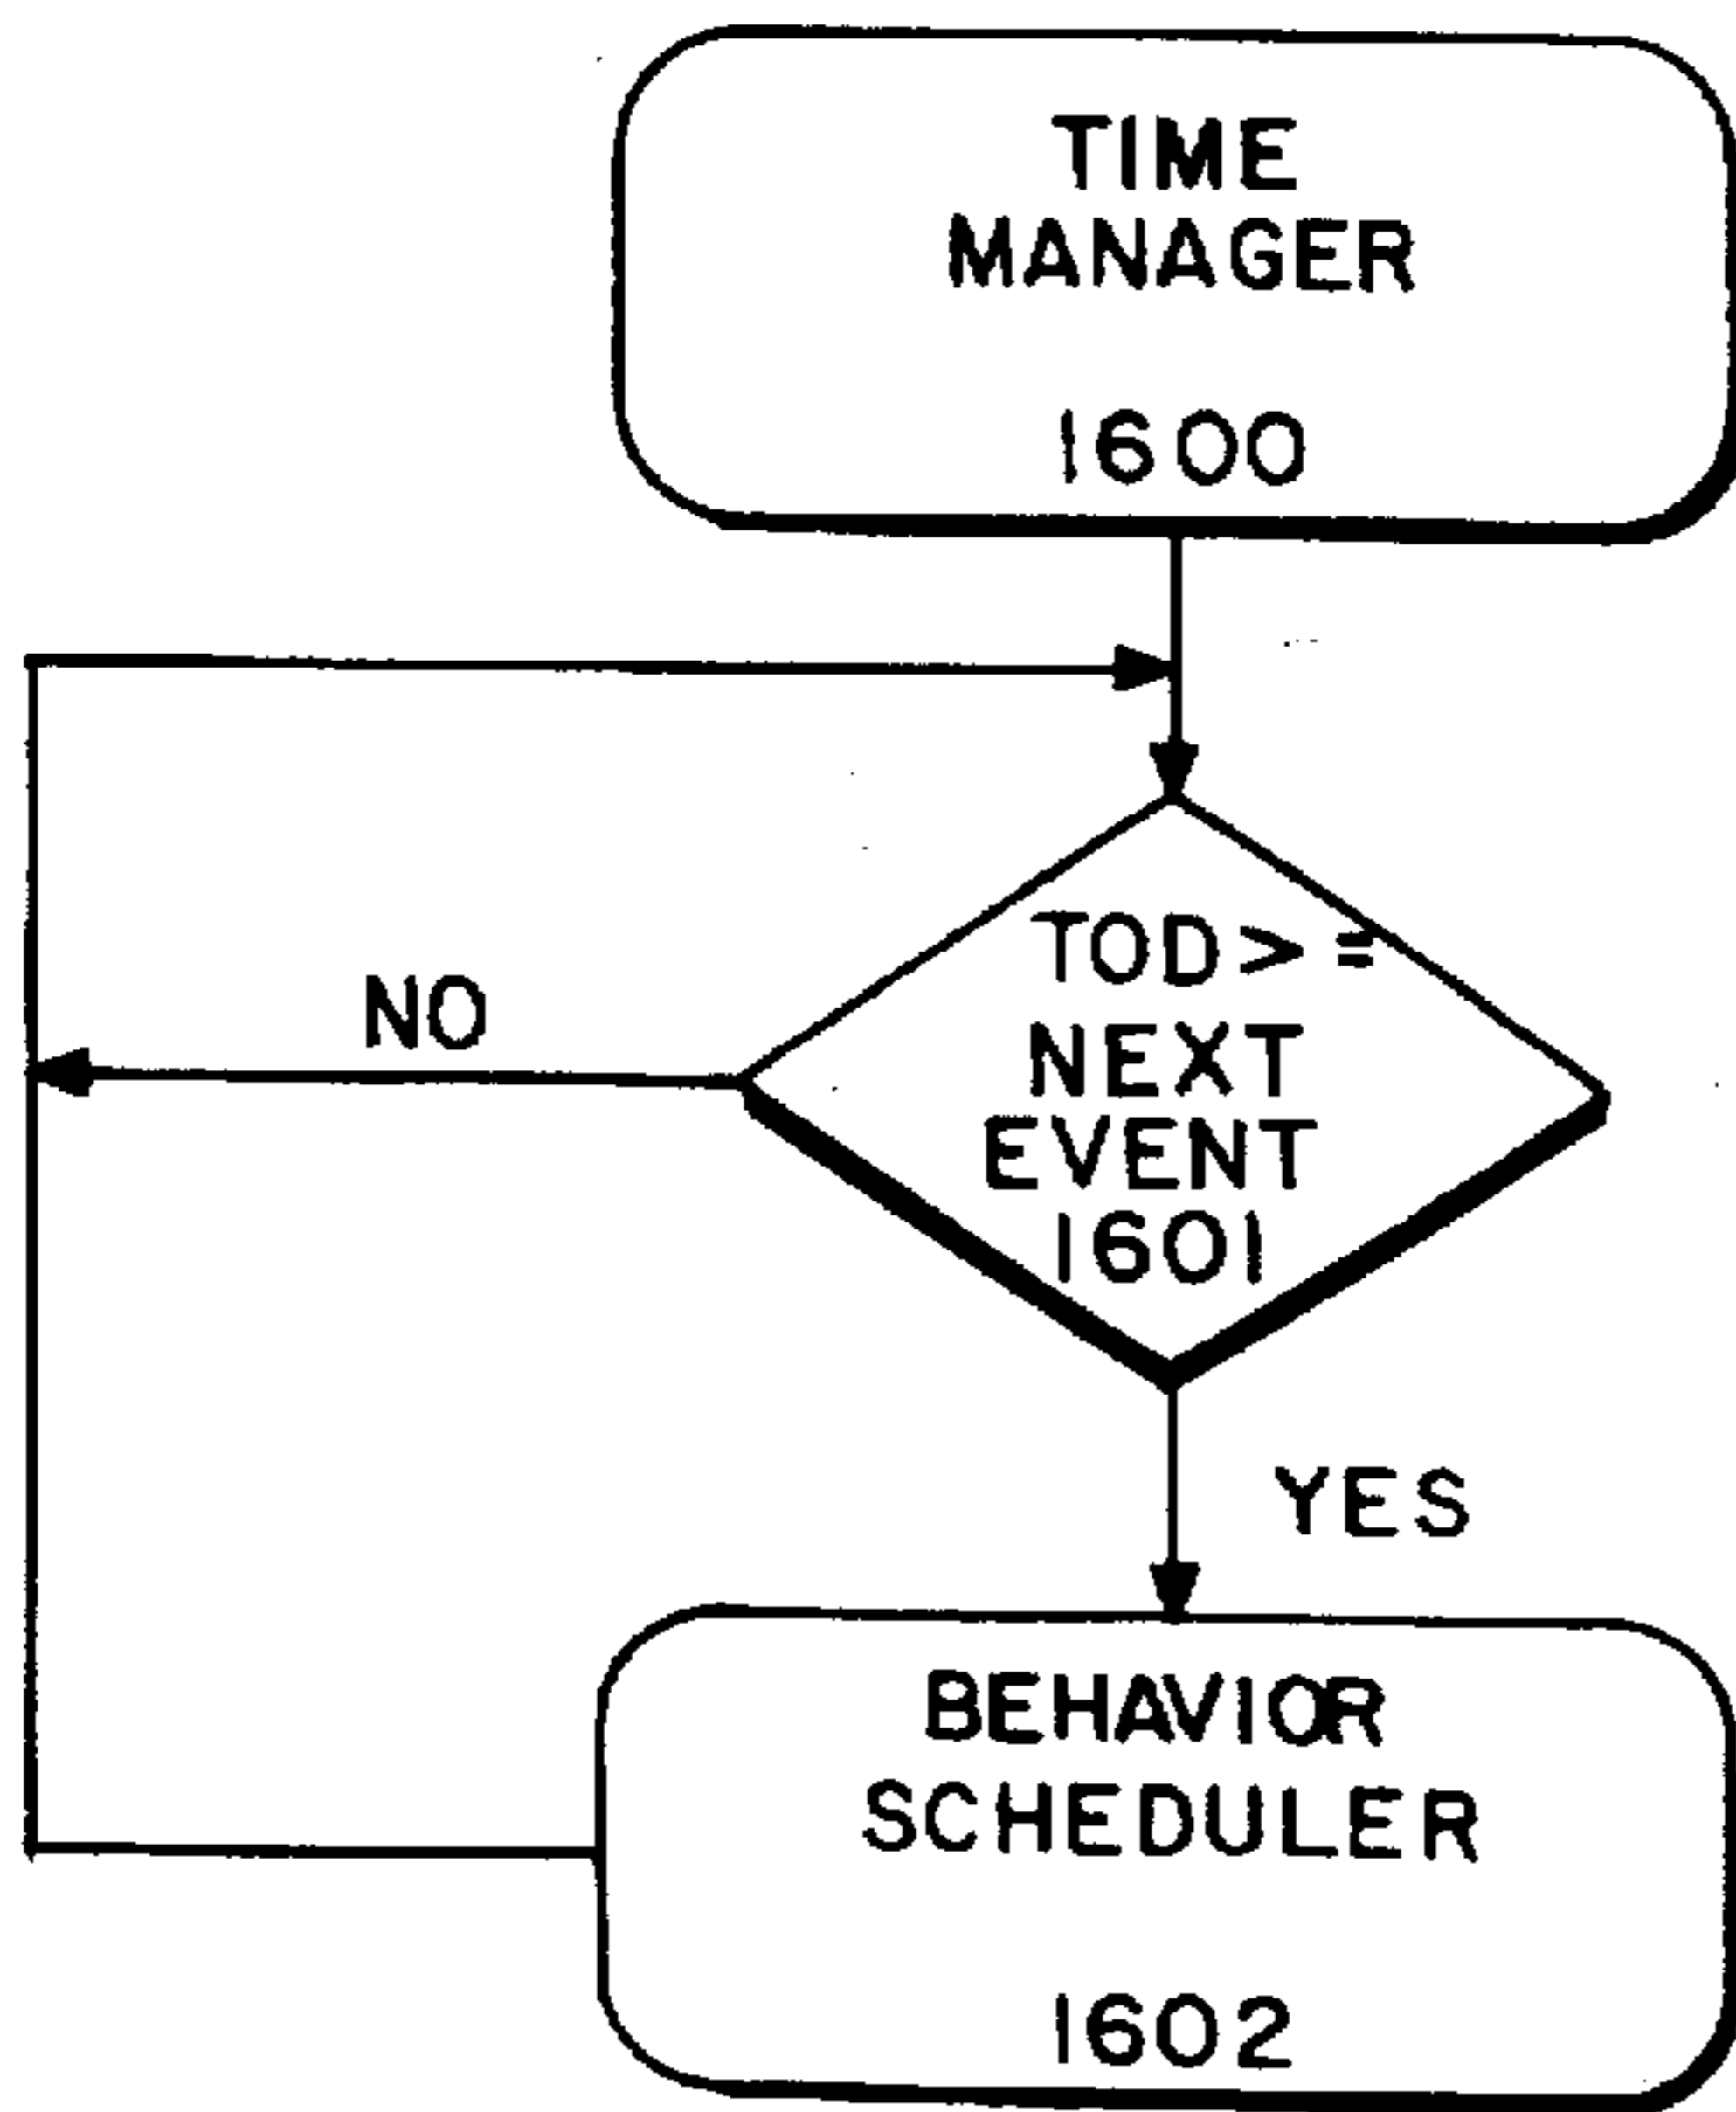 TIME
MANAGER
1600
TOD>=
NEXT
EVENT
1601
NO
YES
BEHAVIOR
SCHEDULER
1602